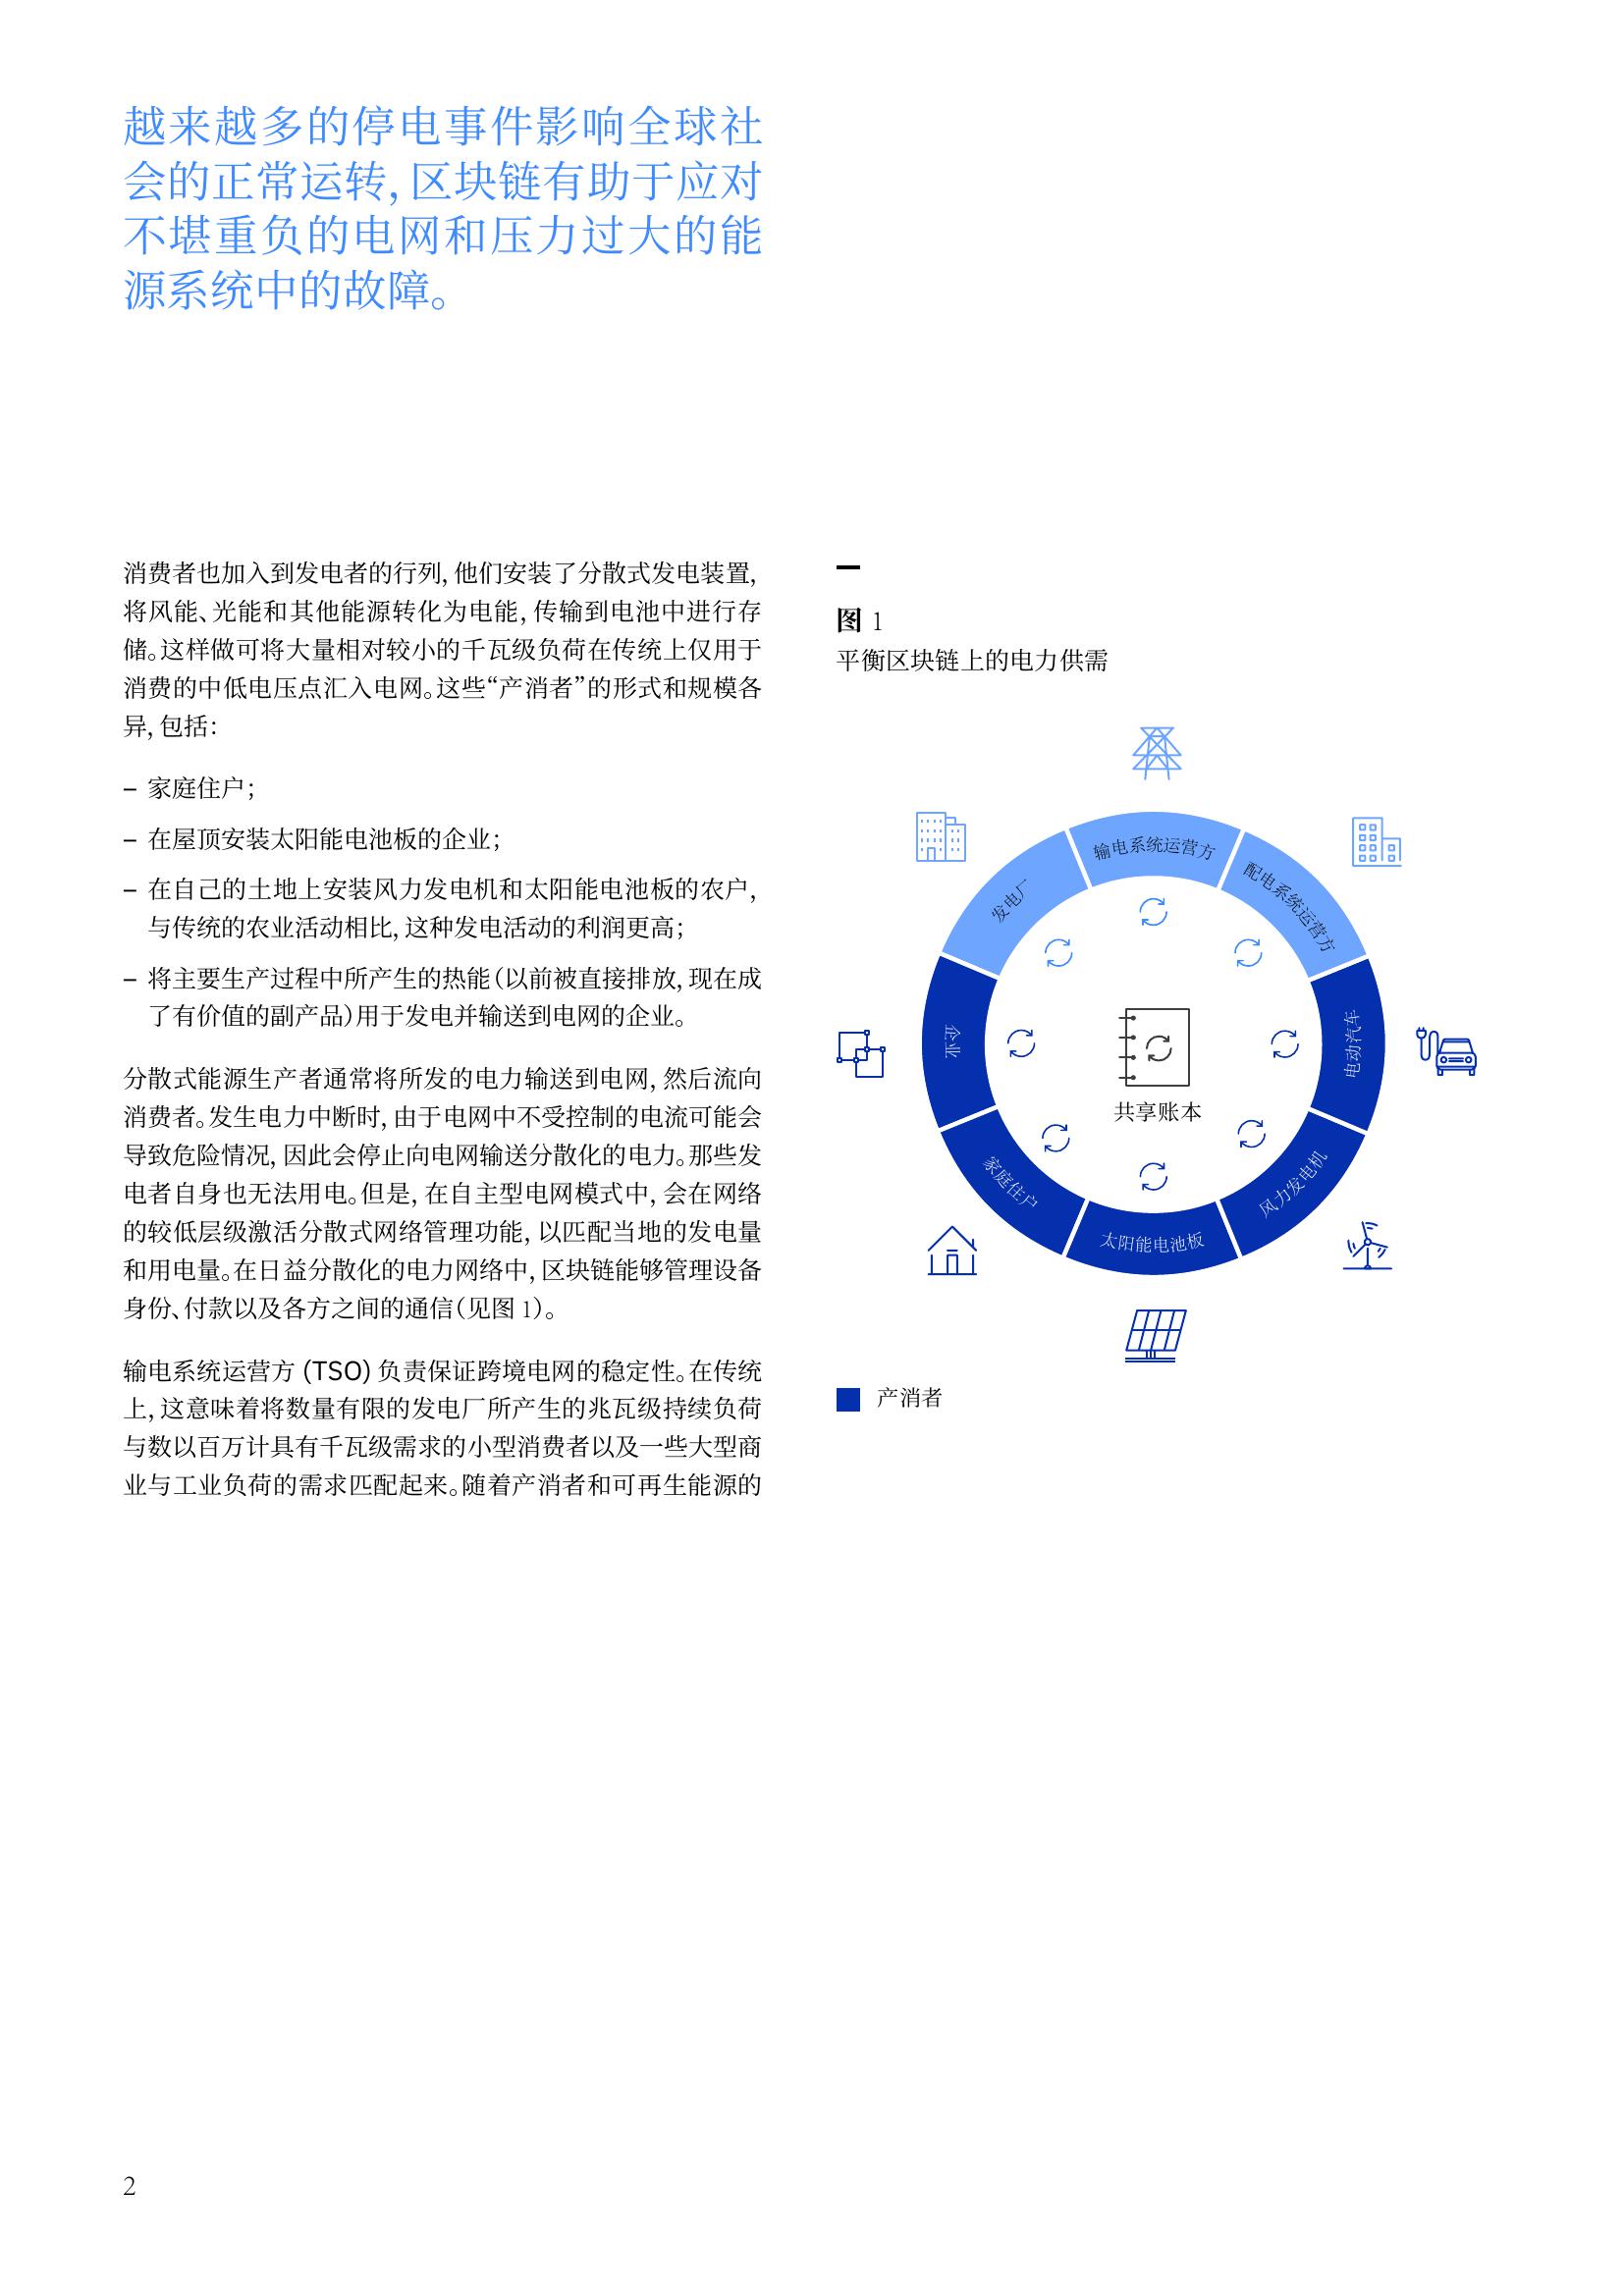 越来越多的停电事件影响全球社
会的正常运转, 区块链有助于应对
不堪重负的电网和压力过大的能
源系统中的故障。
消费者也加入到发电者的行列, 他们安装了分散式发电装置,
将风能、光能和其他能源转化为电能, 传输到电池中进行存
储。这样做可将大量相对较小的千瓦级负荷在传统上仅用于
消费的中低电压点汇入电网。这些“产消者”的形式和规模各
异, 包括：
– 家庭住户；
– 在屋顶安装太阳能电池板的企业；
– 在自己的土地上安装风力发电机和太阳能电池板的农户,
与传统的农业活动相比, 这种发电活动的利润更高；
– 将主要生产过程中所产生的热能（以前被直接排放, 现在成
了有价值的副产品）用于发电并输送到电网的企业。
分散式能源生产者通常将所发的电力输送到电网, 然后流向
消费者。发生电力中断时, 由于电网中不受控制的电流可能会
导致危险情况, 因此会停止向电网输送分散化的电力。那些发
电者自身也无法用电。但是, 在自主型电网模式中, 会在网络
的较低层级激活分散式网络管理功能, 以匹配当地的发电量
和用电量。在日益分散化的电力网络中, 区块链能够管理设备
身份、付款以及各方之间的通信（见图 1）。
输电系统运营方 (TSO) 负责保证跨境电网的稳定性。在传统
上, 这意味着将数量有限的发电厂所产生的兆瓦级持续负荷
与数以百万计具有千瓦级需求的小型消费者以及一些大型商
业与工业负荷的需求匹配起来。随着产消者和可再生能源的
图 1
平衡区块链上的电力供需
输电系统运营方
配电系统运营方
电动汽车
风力发电机
太阳能电池板
家庭住户
企业
发电厂
共享账本
产消者
2